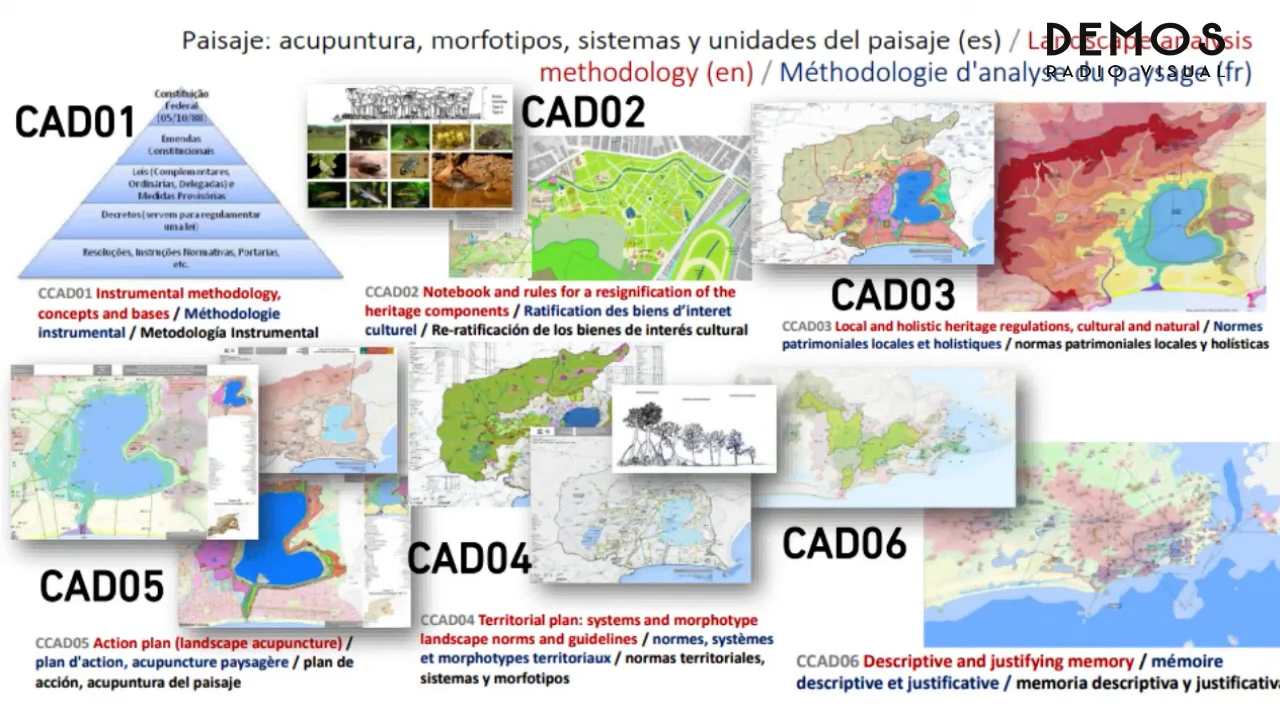 Paisaje: acupuntura, morfotipos, sistemas y unidades del paisaje (es) / Landscape analysis
methodology (en) / Méthodologie d'analyse du paysage (fr)
DEMOS
RADIO VISUAL
CAD01
Constituição
Federal
(05/10/88)
Emendas
Constitucionais
Leis (Complementares,
Ordinárias, Delegadas) e
Medidas Provisórias
Decretos (servem para regulamentar
uma lei)
Resoluções, Instruções Normativas, Portarias,
etc.
CCAD01 Instrumental methodology,
concepts and bases / Méthodologie
instrumental / Metodología Instrumental
CAD02
CCAD02 Notebook and rules for a resignification of the
heritage components / Ratification des biens d’interet
culturel / Re-ratificación de los bienes de interés cultural
CAD03
CCAD03 Local and holistic heritage regulations, cultural and natural / Normes
patrimoniales locales et holistiques / normas patrimoniales locales y holísticas
CAD05
CCAD05 Action plan (landscape acupuncture) /
plan d'action, acupuncture paysagère / plan de
acción, acupuntura del paisaje
CAD04
CCAD04 Territorial plan: systems and morphotype
landscape norms and guidelines / normes, systèmes
et morphotypes territoriaux / normas territoriales,
sistemas y morfotipos
CAD06
CCAD06 Descriptive and justifying memory / mémoire
descriptive et justificative / memoria descriptiva y justificativa